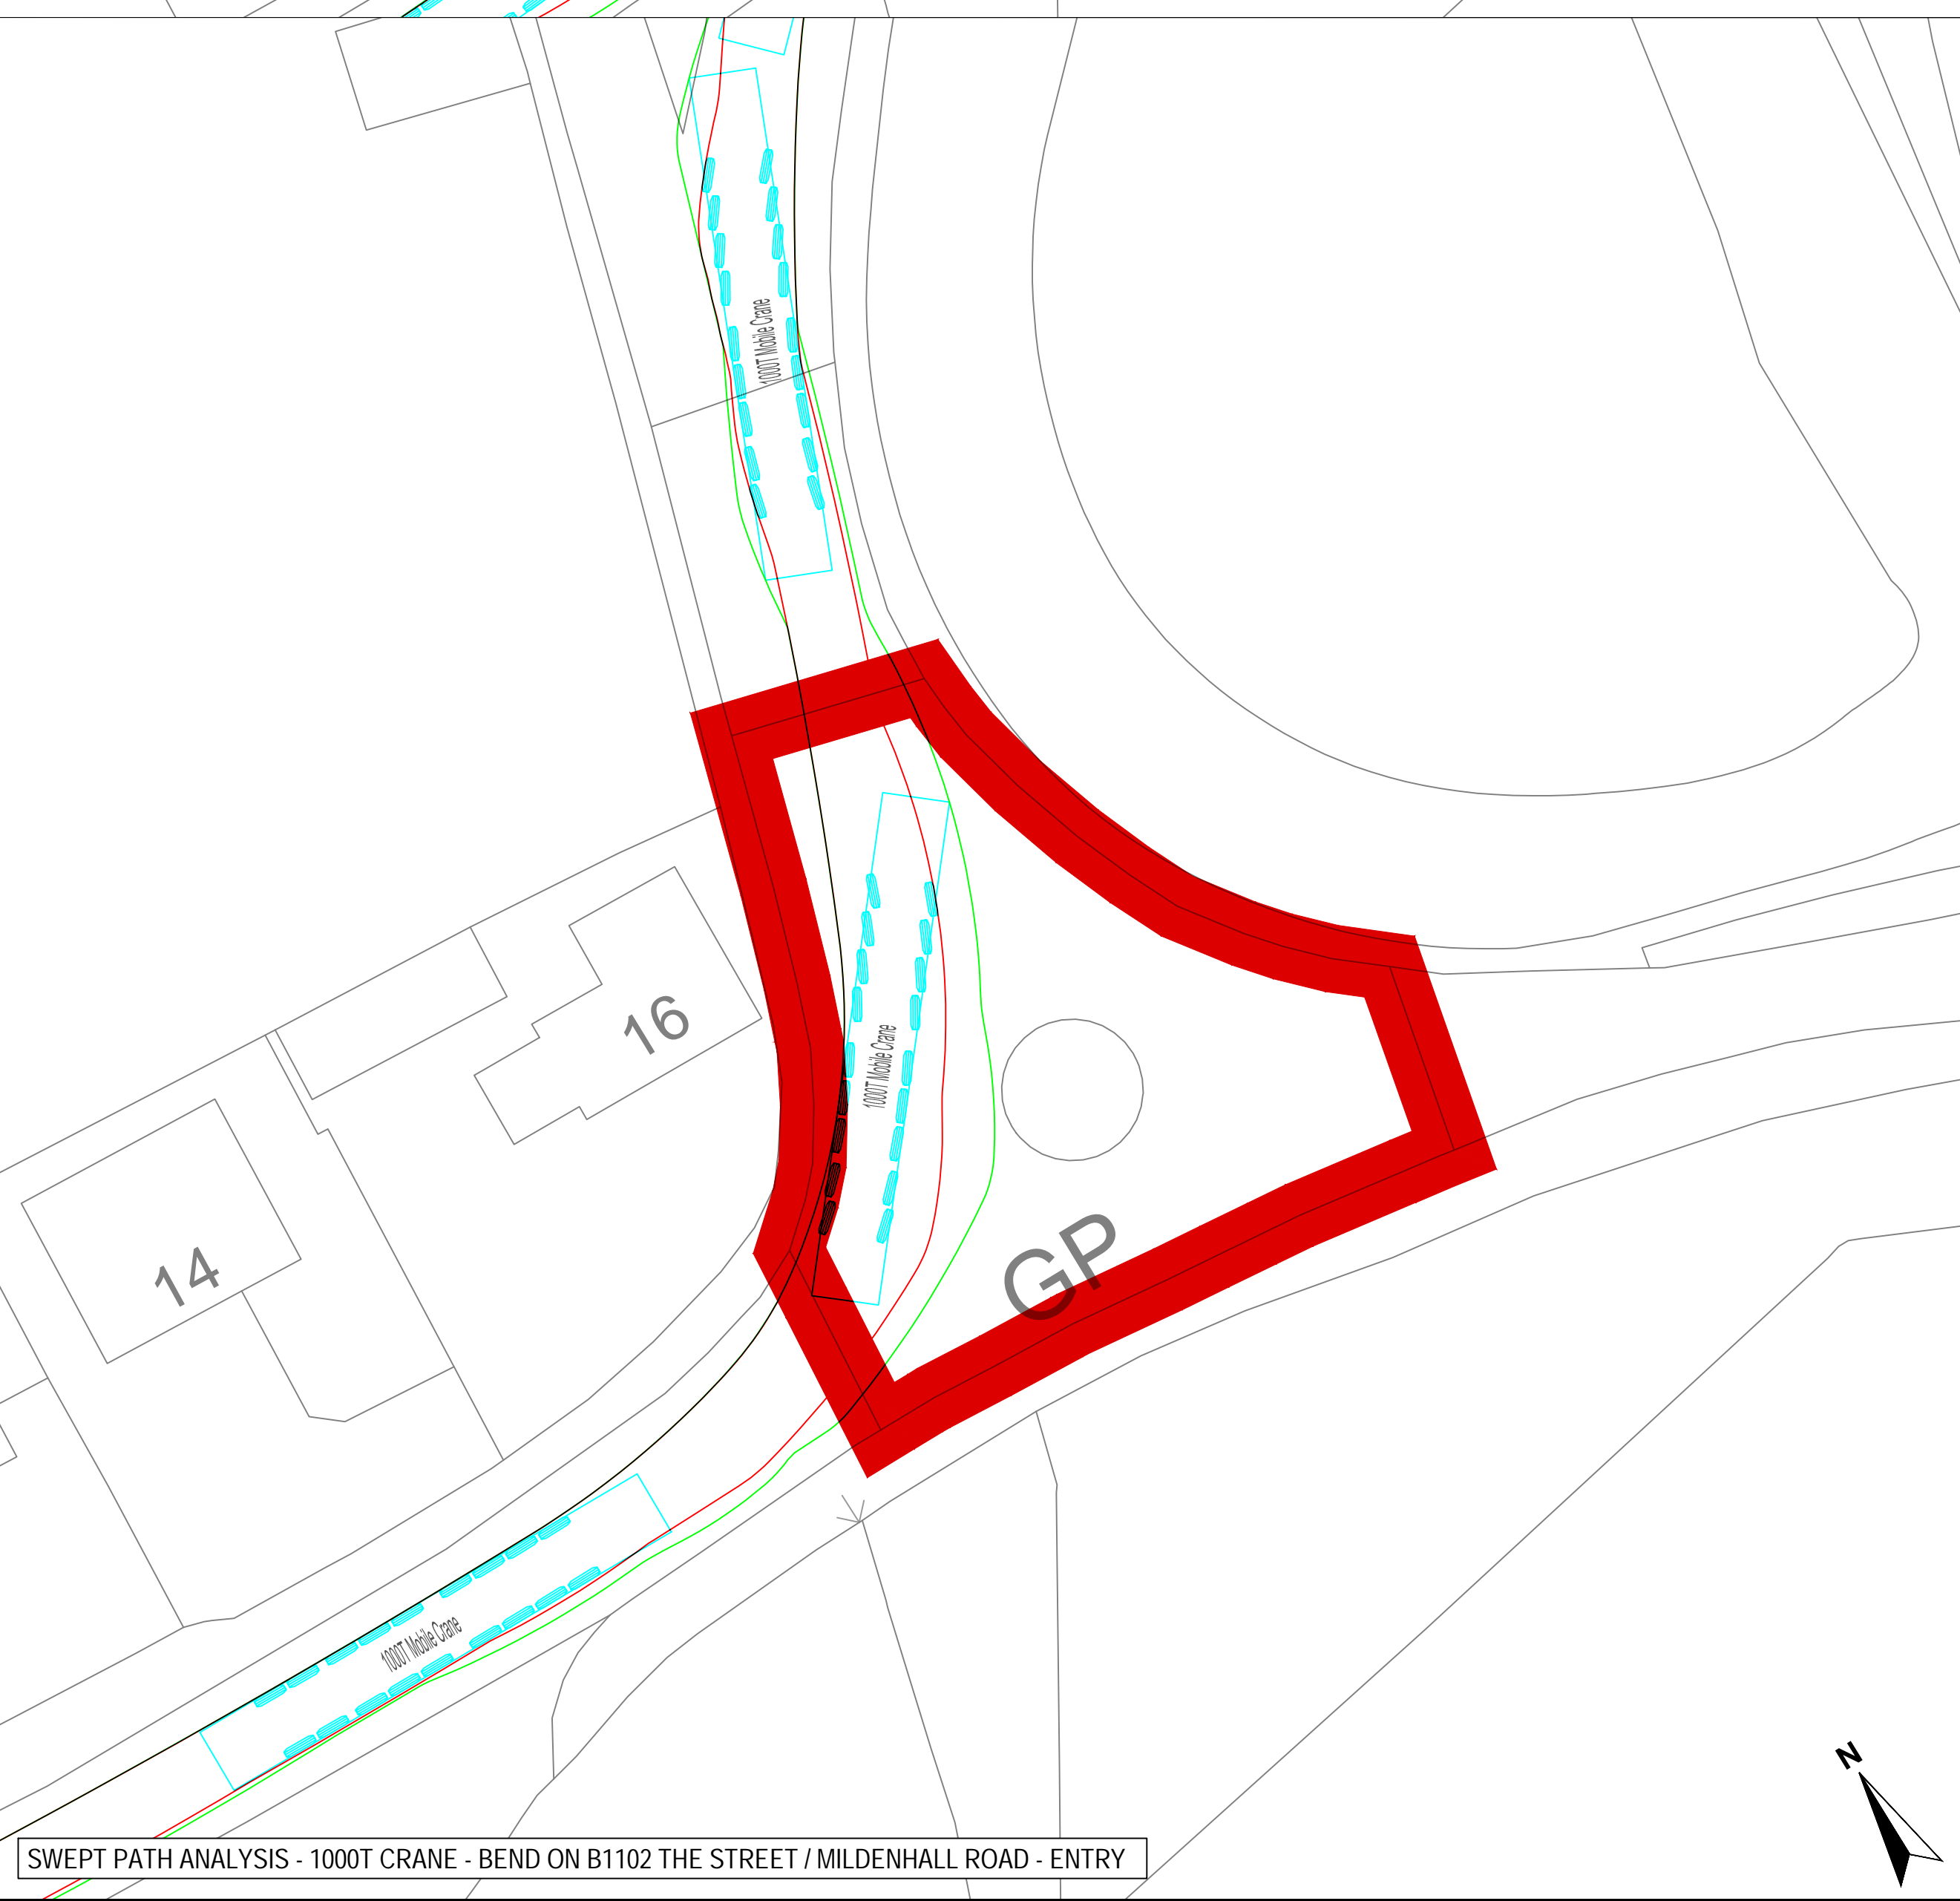 1000T Mobile Crane
16
1000T Mobile Crane
14
GP
1000T Mobile Crane
N
SWEPT PATH ANALYSIS - 1000T CRANE - BEND ON B1102 THE STREET / MILDENHALL ROAD - ENTRY